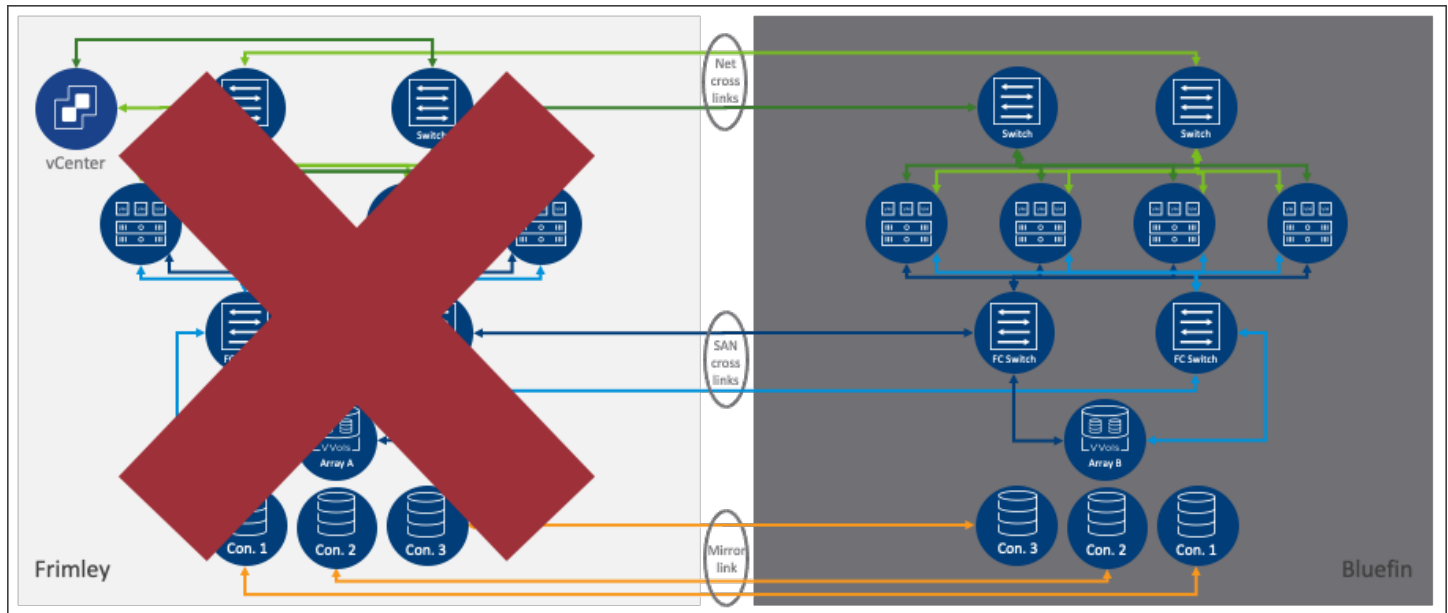 Net
cross
links
Switch
Switch
Switch
vCenter
SAN
cross
links
FC Switch
FC Switch
VVols
Array A
VVols
Array B
Con. 1
Con. 2
Con. 3
Con. 3
Con. 2
Con. 1
Mirror
link
Frimley
Bluefin